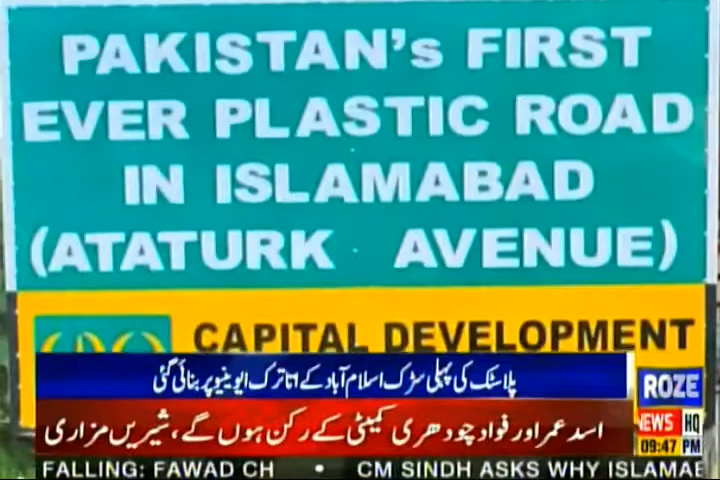 PAKISTAN's FIRST
EVER PLASTIC ROAD
IN ISLAMABAD
(ATATURK AVENUE)
CAPITAL DEVELOPMENT
پلاسٹک کی پہلی سڑک اسلام آباد کے اتاترک ایونیو پر بنائی گئی
ROZE
NEWS HQ
اسد عمر اور فواد چودھری کمیٹی کے رکن ہوں گے، شیریں مزاری
09:47 PM
FALLING: FAWAD CH • CM SINDH ASKS WHY ISLAMAB